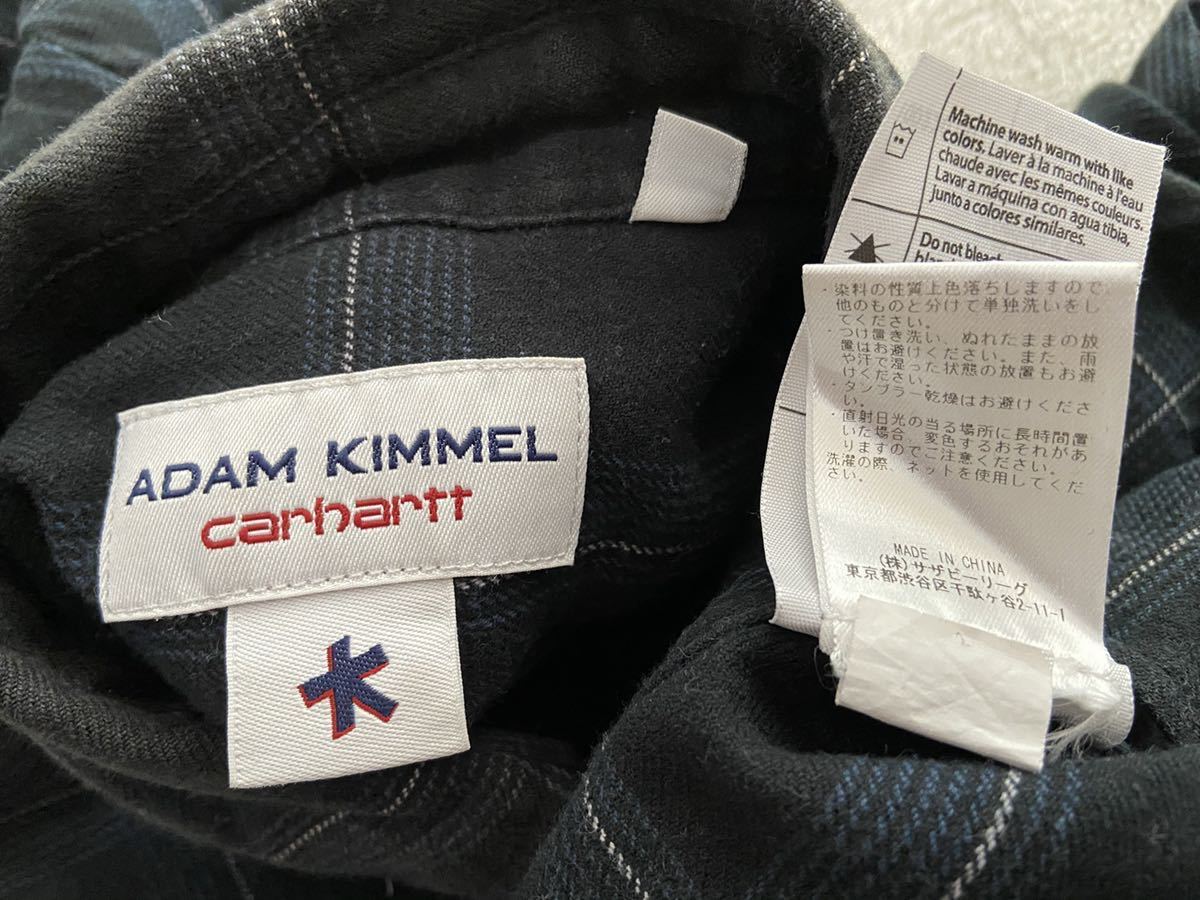 ADAM KIMMEL
carhartt
Machine wash warm with like
colors. Laver à la machine à l'eau
chaude avec les mêmes couleurs.
Lavar a máquina con agua tibia,
junto a colores similares.
Do not bleach
・染料の性質上色落ちしますので
他のものと分けて単独洗いをし
てください。
・つけ置き洗い、ぬれたままの放
置はお避けください。また、雨
や汗で湿った状態の放置もお避
けください。
・タンブラー乾燥はお避けくださ
い。
・直射日光の当る場所に長時間置
いた場合、変色するおそれがあ
りますのでご注意ください。
洗濯の際、ネットを使用してくだ
さい。
MADE IN CHINA
(株)サザビーリーグ
東京都渋谷区千駄ヶ谷2-11-1